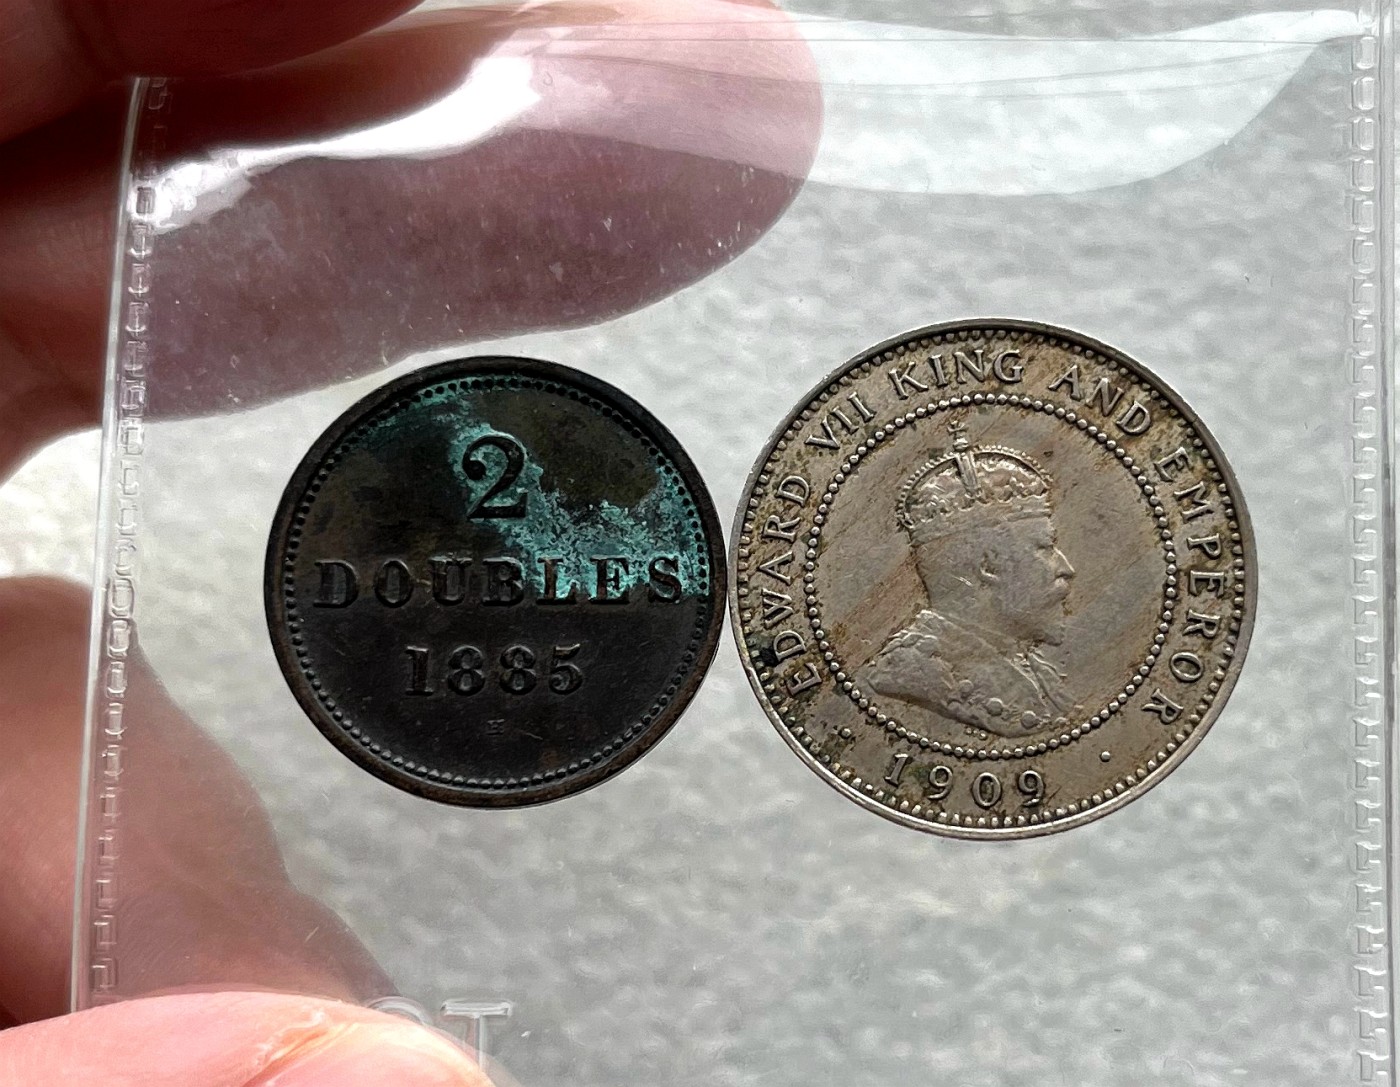 2
DOUBLES
1885
H
EDWARD VII KING AND EMPEROR
1909